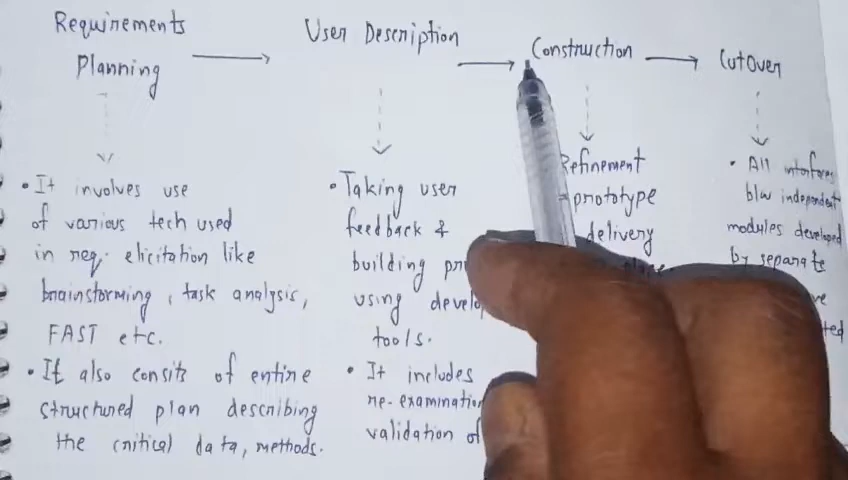 Requirements
Planning
User Description
Construction
CutOver
• It involves use
of various tech used
in req. elicitation like
brainstorming, task analysis,
FAST etc.
• It also consits of entire
structured plan describing
the critical data, methods.
• Taking user
feedback &
building
using
tools.
• It includes
re-examination
validation of
Refinement
prototype
delivery
• All interfaces
b/w independent
modules developed
by separate